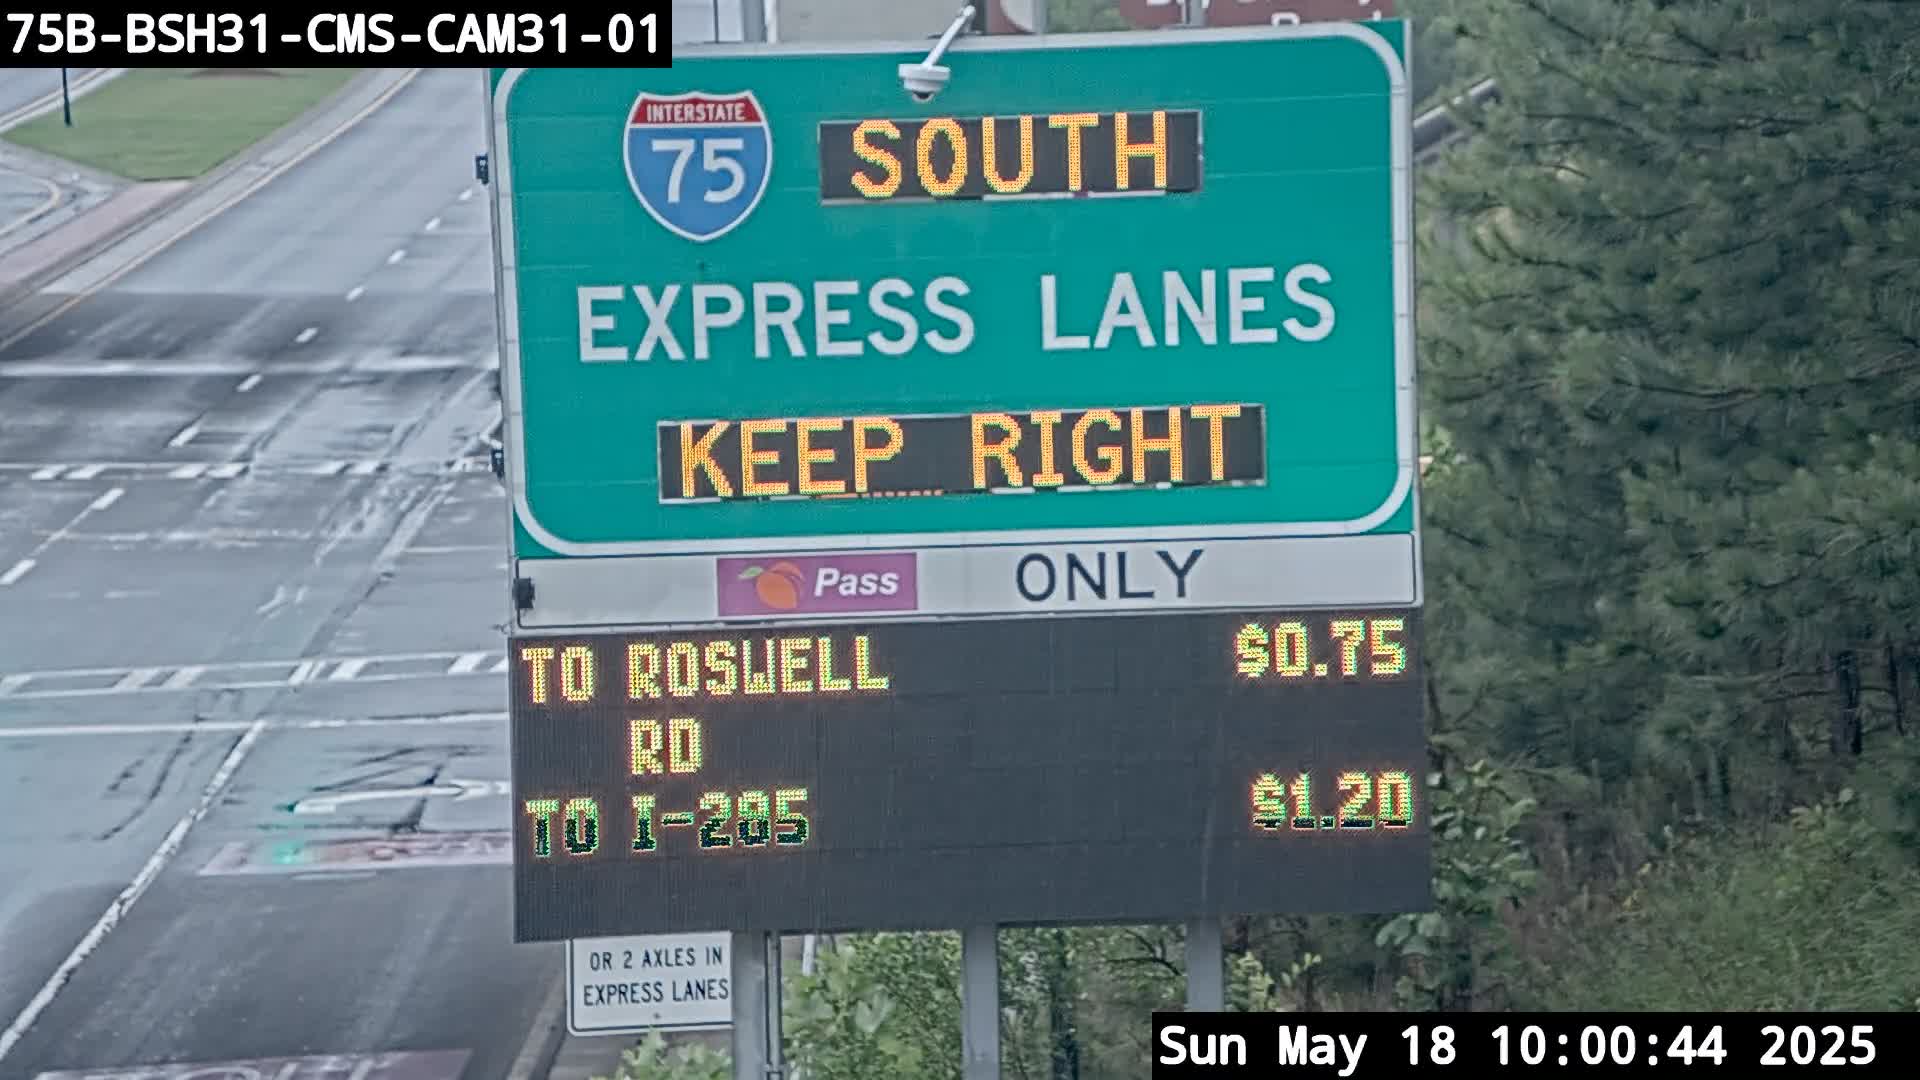 75B-BSH31-CMS-CAM31-01
INTERSTATE
75
SOUTH
EXPRESS LANES
KEEP RIGHT
Pass ONLY
TO ROSWELL $0.75
RD
TO I-285 $1.20
OR 2 AXLES IN
EXPRESS LANES
Sun May 18 10:00:44 2025